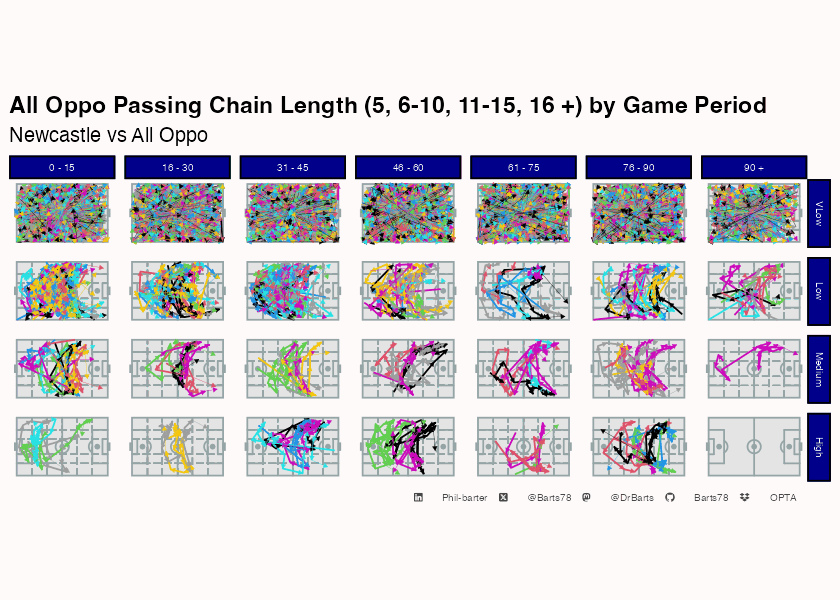 All Oppo Passing Chain Length (5, 6-10, 11-15, 16 +) by Game Period
Newcastle vs All Oppo
0 - 15 16 - 30 31 - 45 46 - 60 61 - 75 76 - 90 90 +
VLow
Low
Medium
High
Phil-barter @Barts78 @DrBarts Barts78 OPTA